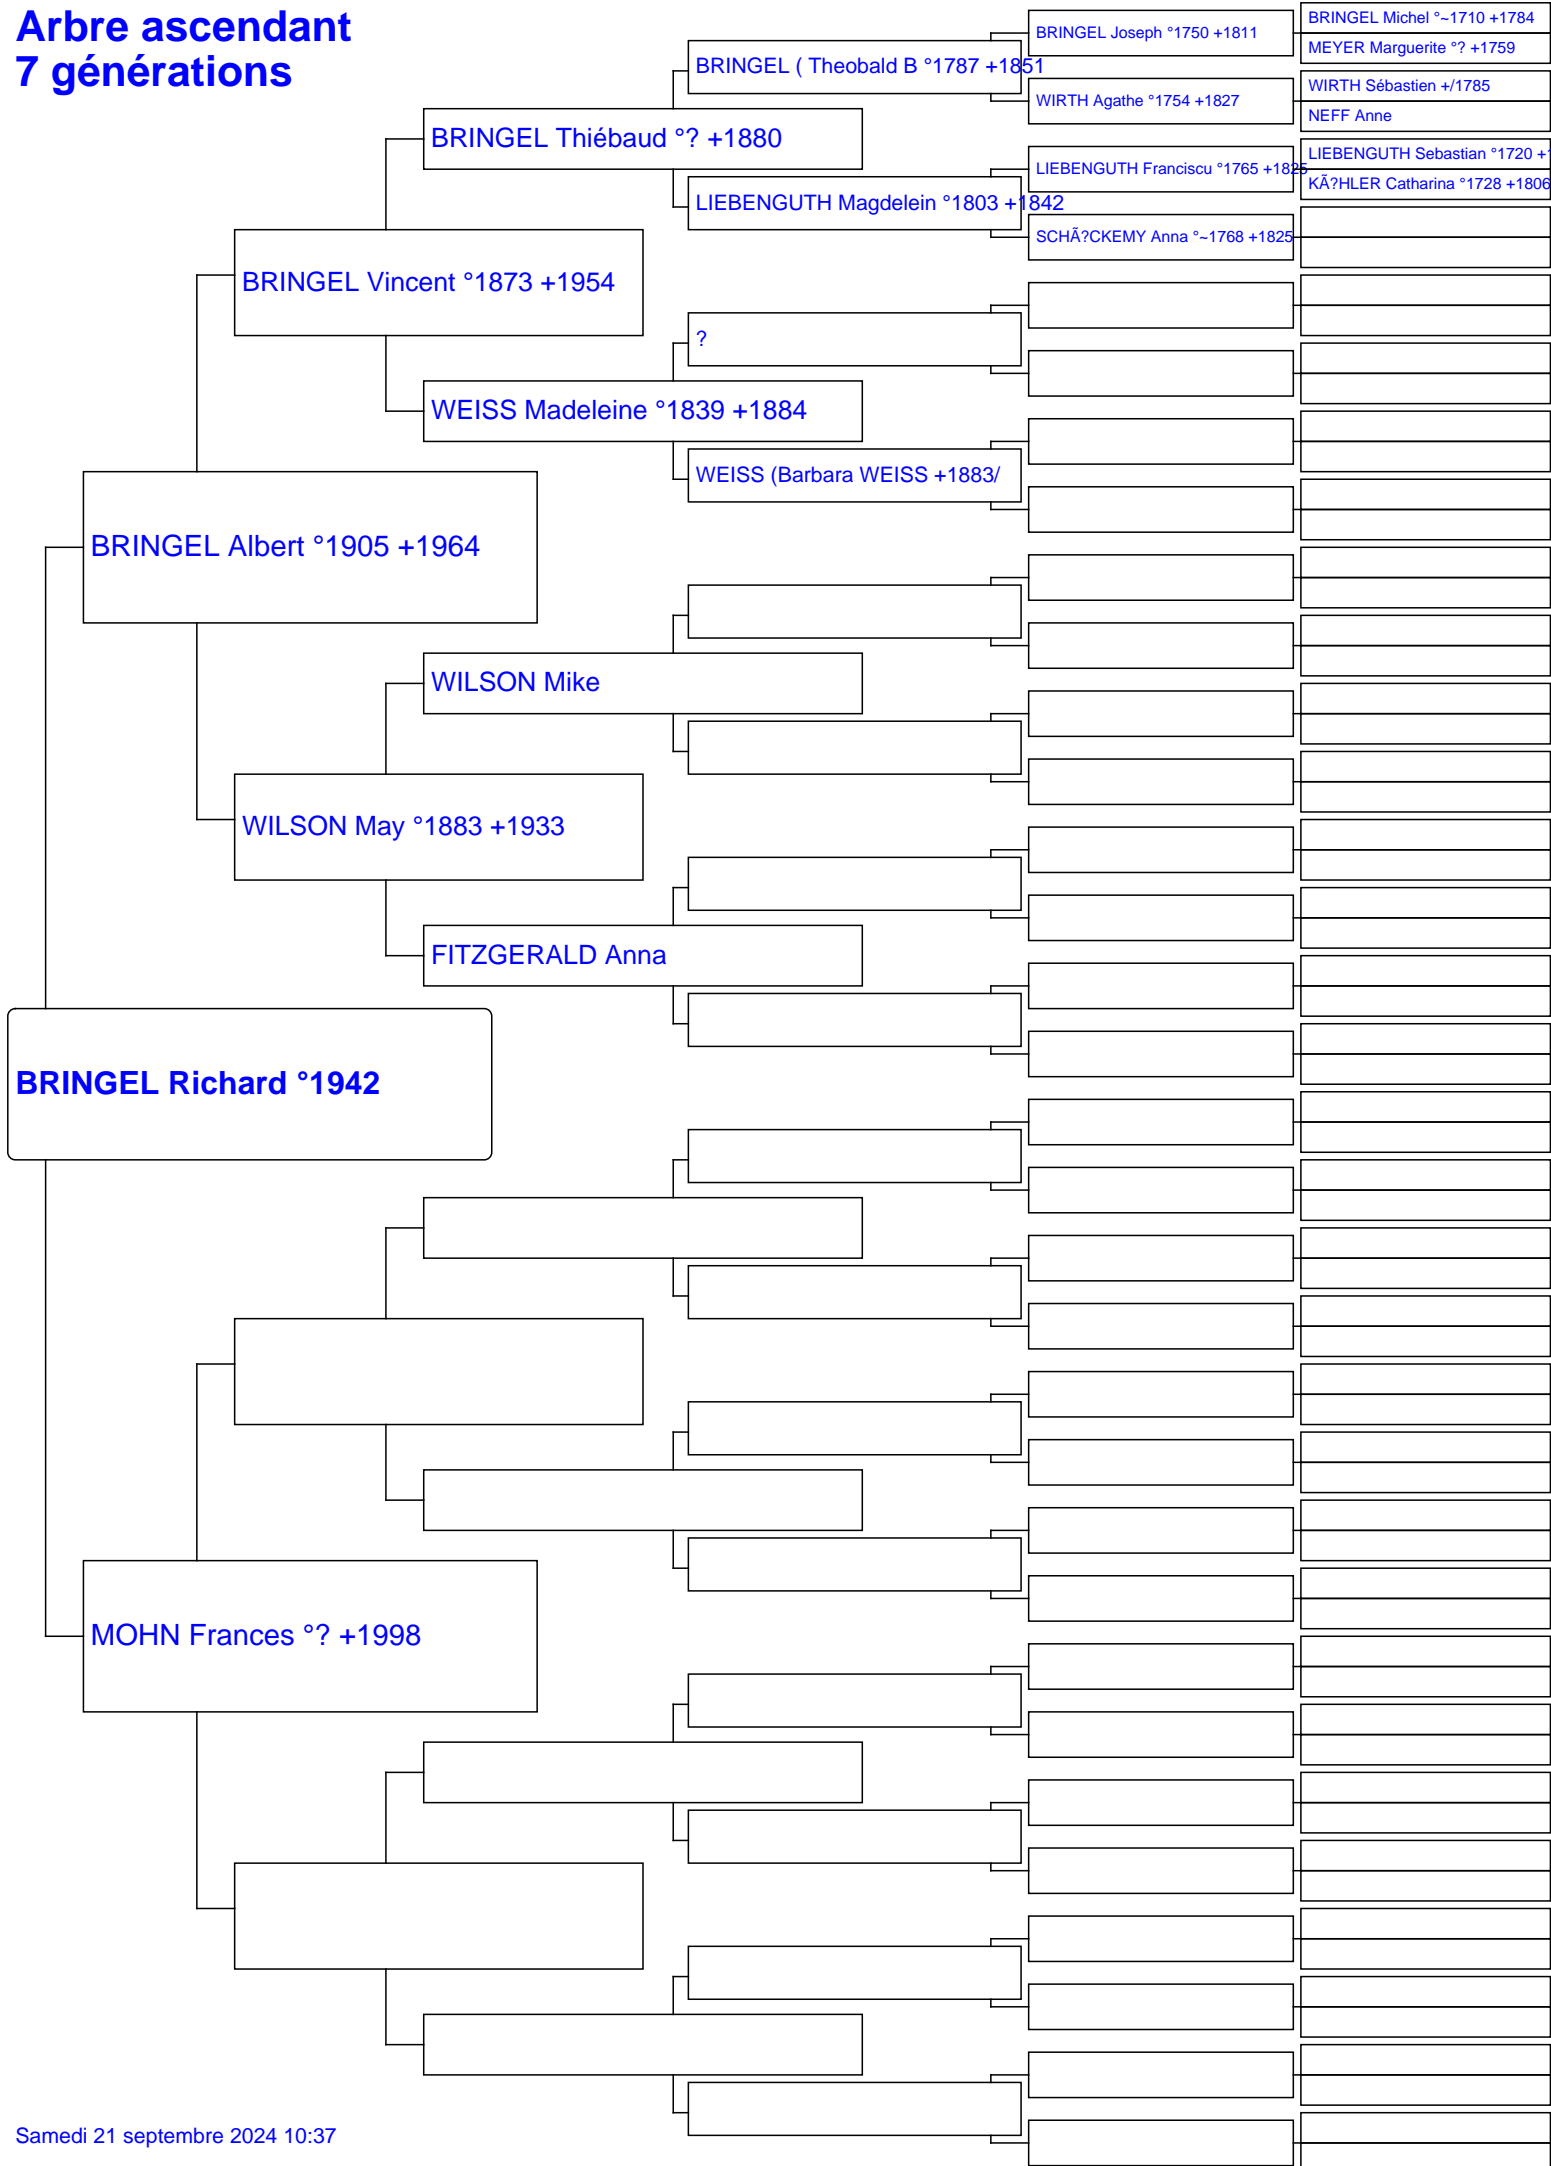 Arbre ascendant
7 générations
BRINGEL Richard °1942
BRINGEL Albert °1905 +1964
MOHN Frances °? +1998
BRINGEL Vincent °1873 +1954
WILSON May °1883 +1933
BRINGEL Thiébaud °? +1880
WEISS Madeleine °1839 +1884
WILSON Mike
FITZGERALD Anna
BRINGEL ( Theobald B °1787 +1851
LIEBENGUTH Magdelein °1803 +1842
?
WEISS (Barbara WEISS +1883/
BRINGEL Joseph °1750 +1811
WIRTH Agathe °1754 +1827
LIEBENGUTH Franciscu °1765 +1825
SCHÃ?CKEMY Anna °~1768 +1825
BRINGEL Michel °~1710 +1784
MEYER Marguerite °? +1759
WIRTH Sébastien +/1785
NEFF Anne
LIEBENGUTH Sebastian °1720 +1
KÃ?HLER Catharina °1728 +1806
Samedi 21 septembre 2024 10:37